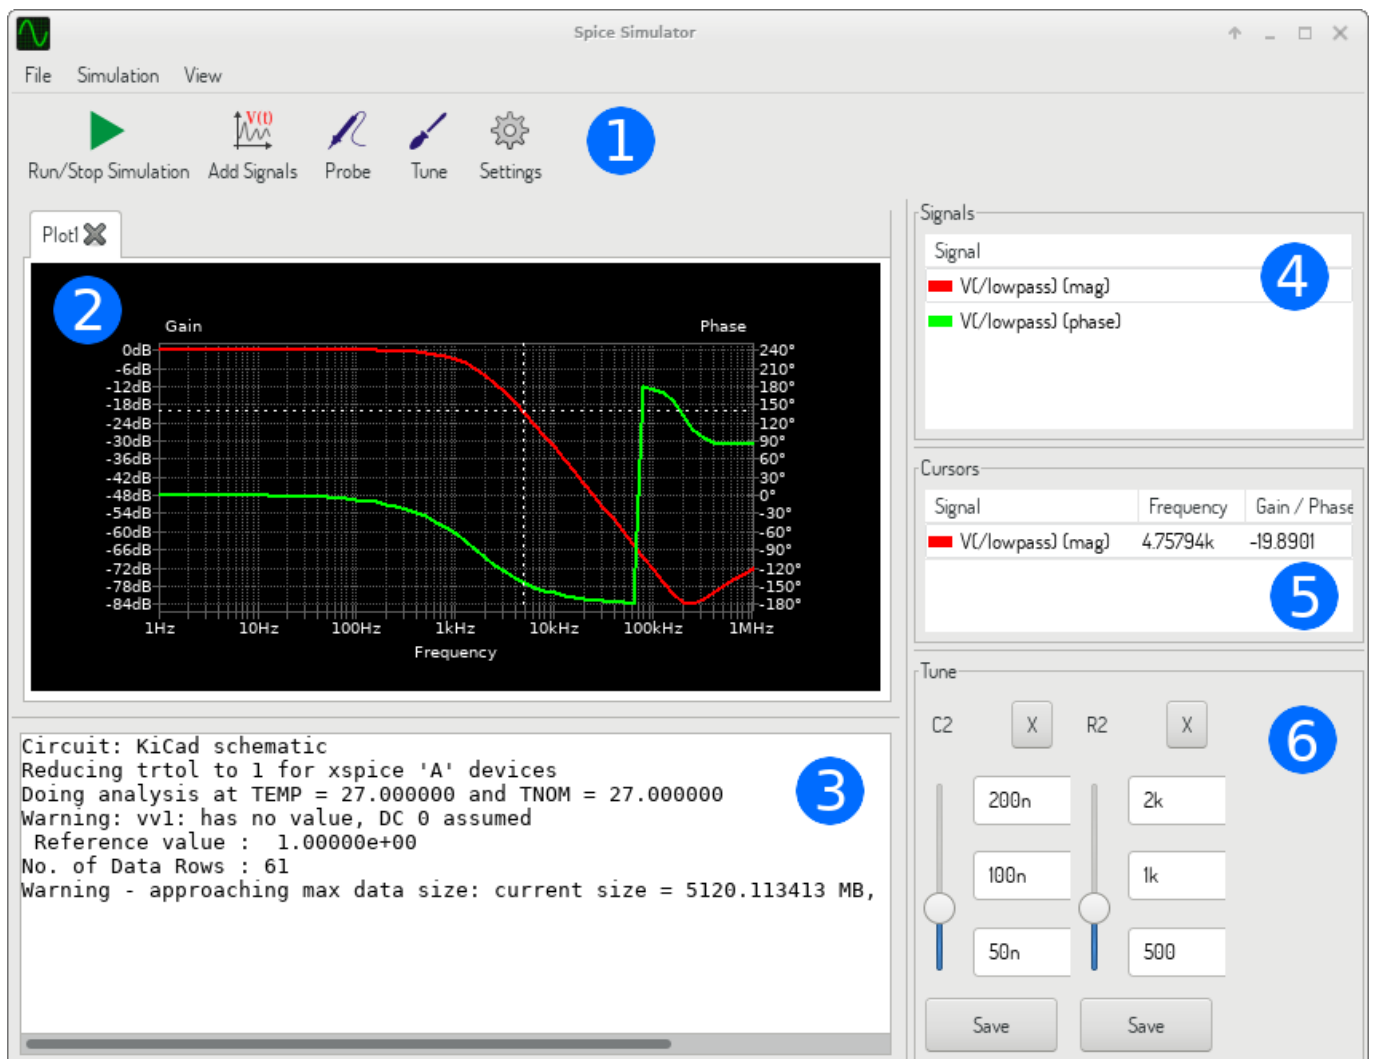 Spice Simulator
File Simulation View
V(t)
Run/Stop Simulation Add Signals Probe Tune Settings
1
Plot1
2
Gain Phase
0dB 240°
-6dB 210°
-12dB 180°
-18dB 150°
-24dB 120°
-30dB 90°
-36dB 60°
-42dB 30°
-48dB 0°
-54dB -30°
-60dB -60°
-66dB -90°
-72dB -120°
-78dB -150°
-84dB -180°
1Hz 10Hz 100Hz 1kHz 10kHz 100kHz 1MHz
Frequency
Circuit: KiCad schematic
Reducing trtol to 1 for xspice 'A' devices
Doing analysis at TEMP = 27.000000 and TNOM = 27.000000
Warning: vv1: has no value, DC 0 assumed
Reference value : 1.00000e+00
No. of Data Rows : 61
Warning - approaching max data size: current size = 5120.113413 MB,
3
Signals
Signal
V(/lowpass) (mag)
V(/lowpass) (phase)
4
Cursors
Signal Frequency Gain / Phase
V(/lowpass) (mag) 4.75794k -19.8901
5
Tune
C2 X R2 X
6
200n 2k
100n 1k
50n 500
Save Save